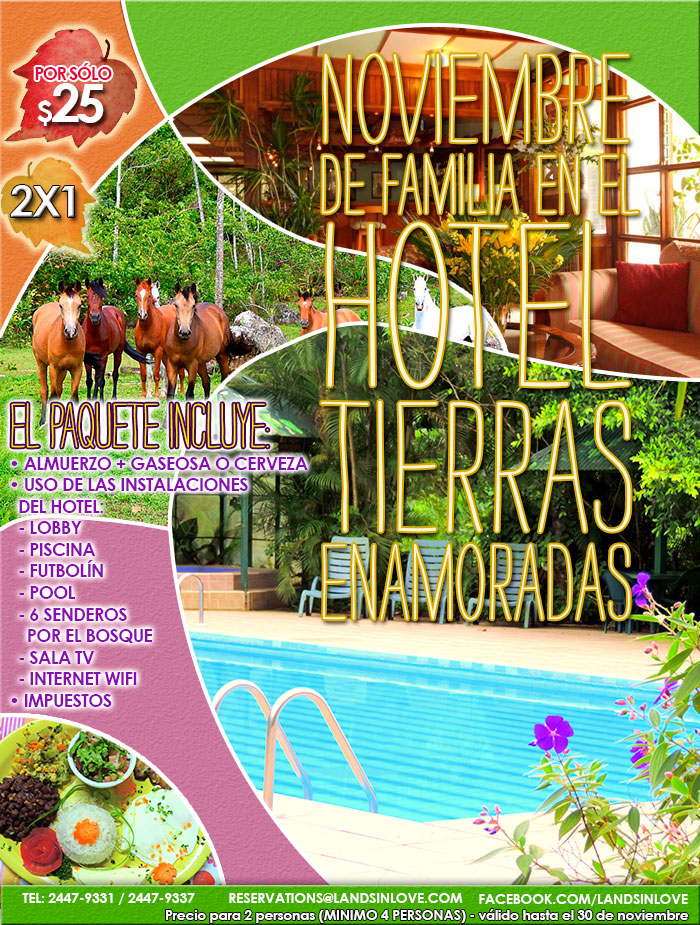 POR SÓLO
$25
2X1
NOVIEMBRE
DE FAMILIA EN EL
HOTEL
TIERRAS
ENAMORADAS
EL PAQUETE INCLUYE:
• ALMUERZO + GASEOSA O CERVEZA
• USO DE LAS INSTALACIONES
DEL HOTEL:
- LOBBY
- PISCINA
- FUTBOLÍN
- POOL
- 6 SENDEROS
POR EL BOSQUE
- SALA TV
- INTERNET WIFI
• IMPUESTOS
TEL: 2447-9331 / 2447-9337 RESERVATIONS@LANDSINLOVE.COM FACEBOOK.COM/LANDSINLOVE
Precio para 2 personas (MINIMO 4 PERSONAS) - válido hasta el 30 de noviembre